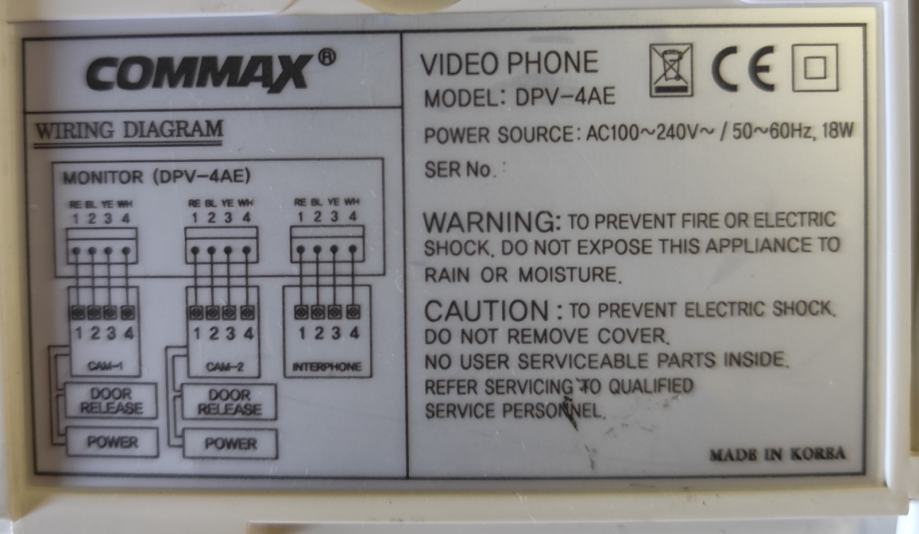 COMMAX®
WIRING DIAGRAM
MONITOR (DPV-4AE)
RE BL YE WH RE BL YE WH RE BL YE WH
1 2 3 4 1 2 3 4 1 2 3 4
1 2 3 4 1 2 3 4 1 2 3 4
CAM-1 CAM-2 INTERPHONE
DOOR RELEASE DOOR RELEASE
POWER POWER
VIDEO PHONE
MODEL: DPV-4AE
CE
POWER SOURCE: AC100~240V~ / 50~60Hz, 18W
SER No. :
WARNING: TO PREVENT FIRE OR ELECTRIC
SHOCK, DO NOT EXPOSE THIS APPLIANCE TO
RAIN OR MOISTURE.
CAUTION : TO PREVENT ELECTRIC SHOCK,
DO NOT REMOVE COVER.
NO USER SERVICEABLE PARTS INSIDE.
REFER SERVICING TO QUALIFIED
SERVICE PERSONNEL.
MADE IN KOREA